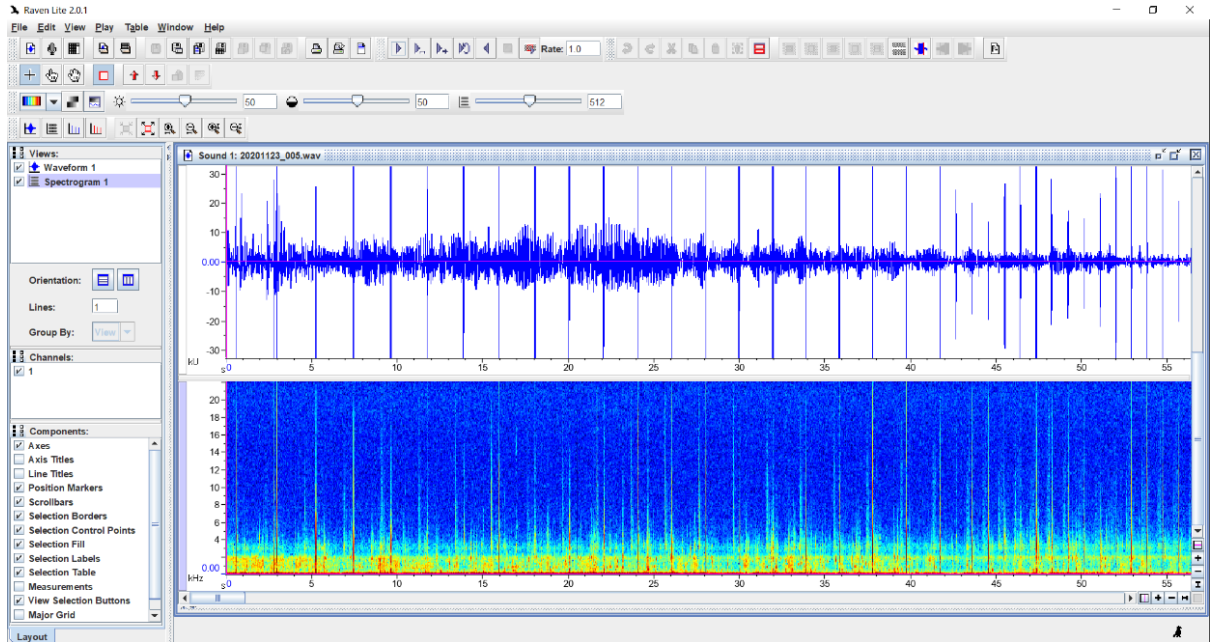 Raven Lite 2.0.1
File Edit View Play Table Window Help
Rate: 1.0
50 50 512
Views:
Waveform 1
Spectrogram 1
Orientation:
Lines: 1
Group By: View
Channels:
1
Components:
Axes
Axis Titles
Line Titles
Position Markers
Scrollbars
Selection Borders
Selection Control Points
Selection Fill
Selection Labels
Selection Table
Measurements
View Selection Buttons
Major Grid
Layout
Sound 1: 20201123_005.wav
30
20
10
0.00
-10
-20
-30
kU
s0 5 10 15 20 25 30 35 40 45 50 55
20
18
16
14
12
10
8
6
4
0.00
kHz
s0 5 10 15 20 25 30 35 40 45 50 55